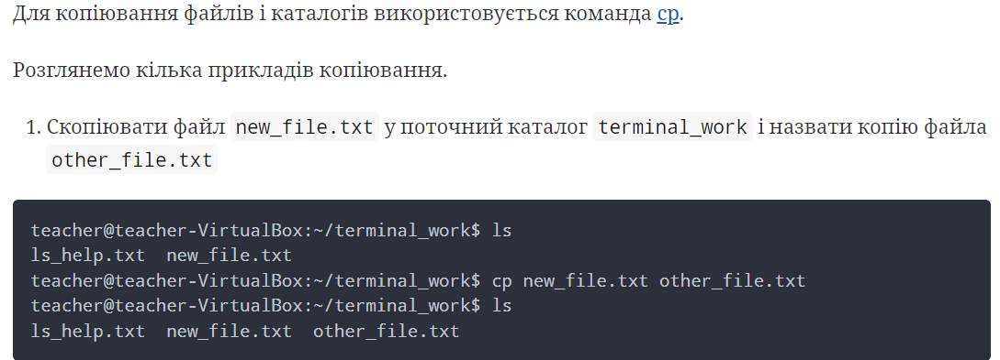 Для копіювання файлів і каталогів використовується команда cp.
Розглянемо кілька прикладів копіювання.
1. Скопіювати файл new_file.txt у поточний каталог terminal_work і назвати копію файла
other_file.txt
teacher@teacher-VirtualBox:~/terminal_work$ ls
ls_help.txt  new_file.txt
teacher@teacher-VirtualBox:~/terminal_work$ cp new_file.txt other_file.txt
teacher@teacher-VirtualBox:~/terminal_work$ ls
ls_help.txt  new_file.txt  other_file.txt